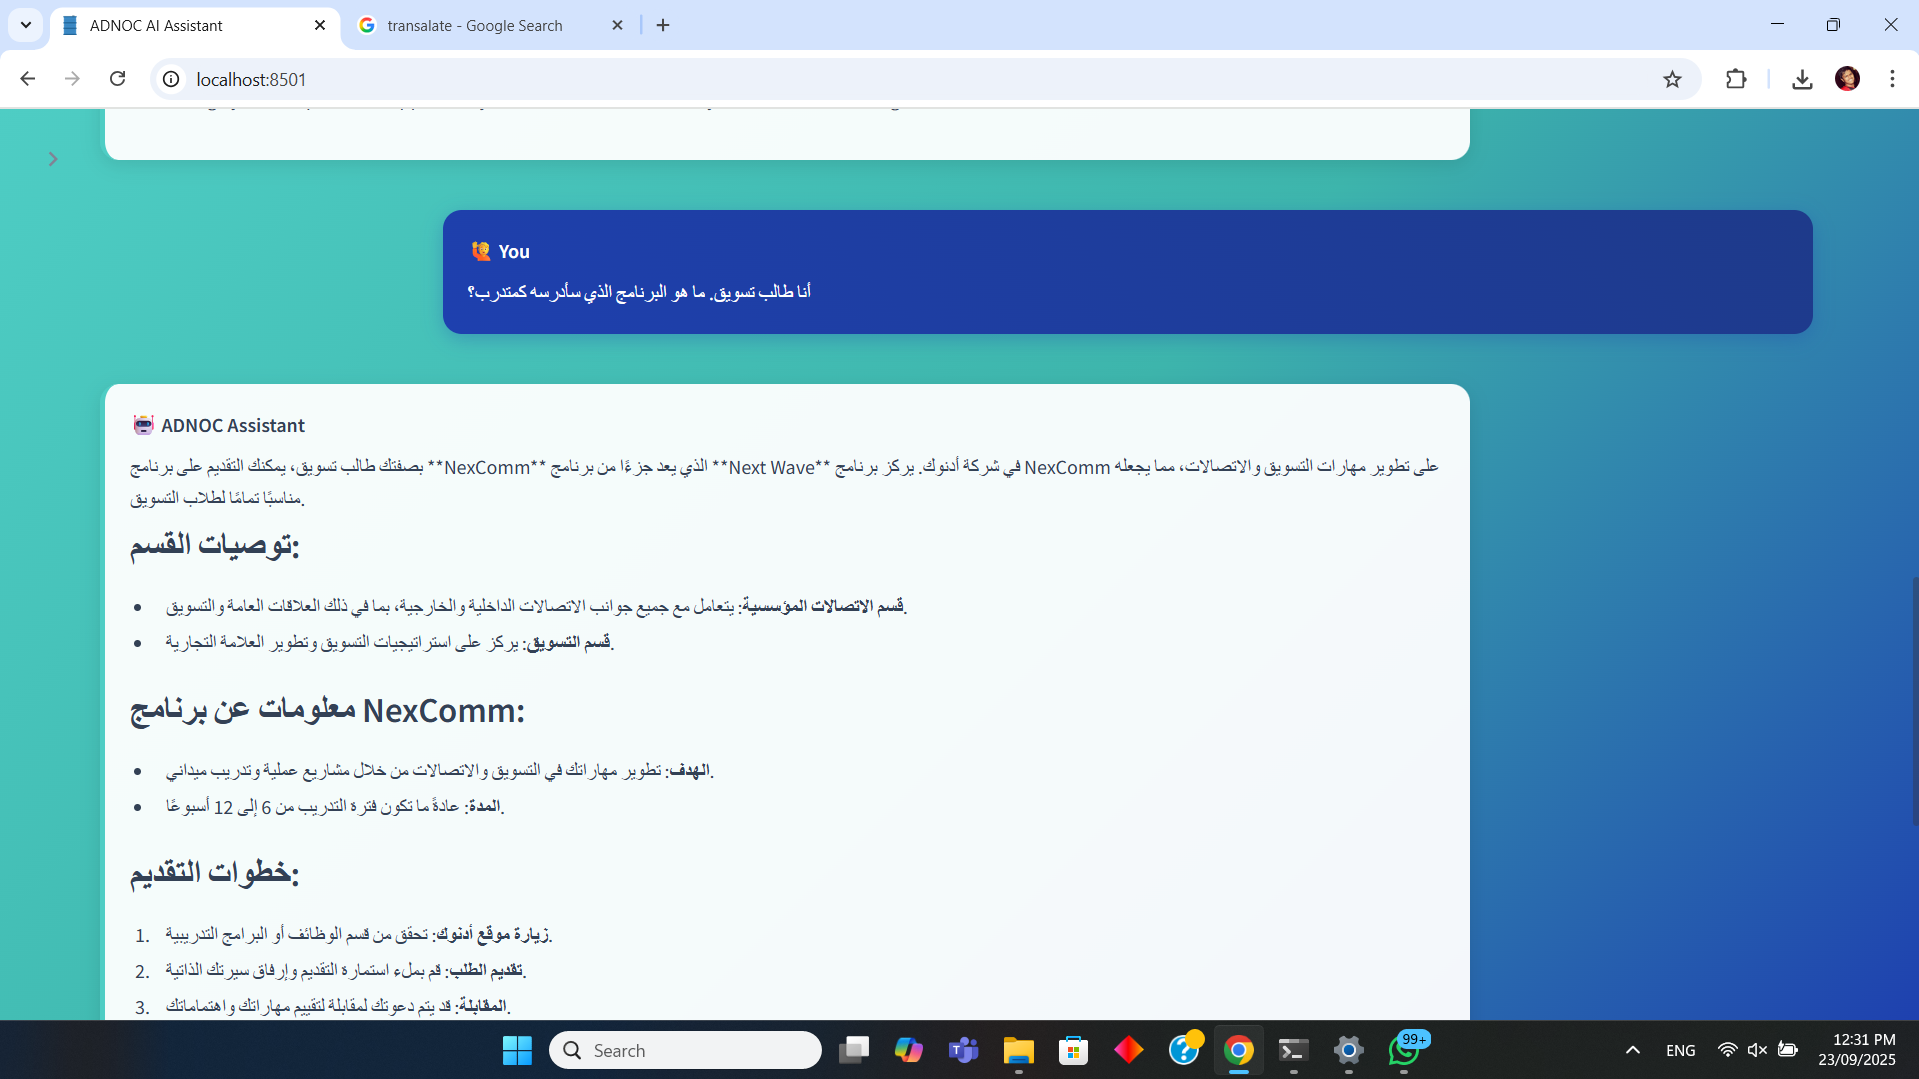 ADNOC AI Assistant
transalate - Google Search
localhost:8501
🙋 You
أنا طالب تسويق. ما هو البرنامج الذي سأدرسه كمتدرب؟
🤖 ADNOC Assistant
بصفتك طالب تسويق، يمكنك التقديم على برنامج **NexComm** الذي يعد جزءًا من برنامج **Next Wave** في شركة أدنوك. يركز برنامج NexComm على تطوير مهارات التسويق والاتصالات، مما يجعله
مناسبًا تمامًا لطلاب التسويق.
توصيات القسم:
• قسم الاتصالات المؤسسية: يتعامل مع جميع جوانب الاتصالات الداخلية والخارجية، بما في ذلك العلاقات العامة والتسويق.
• قسم التسويق: يركز على استراتيجيات التسويق وتطوير العلامة التجارية.
معلومات عن برنامج NexComm:
• الهدف: تطوير مهاراتك في التسويق والاتصالات من خلال مشاريع عملية وتدريب ميداني.
• المدة: عادةً ما تكون فترة التدريب من 6 إلى 12 أسبوعًا.
خطوات التقديم:
1. زيارة موقع أدنوك: تحقق من قسم الوظائف أو البرامج التدريبية.
2. تقديم الطلب: قم بملء استمارة التقديم وإرفاق سيرتك الذاتية.
3. المقابلة: قد يتم دعوتك لمقابلة لتقييم مهاراتك واهتماماتك.
Search
99+
ENG
12:31 PM
23/09/2025